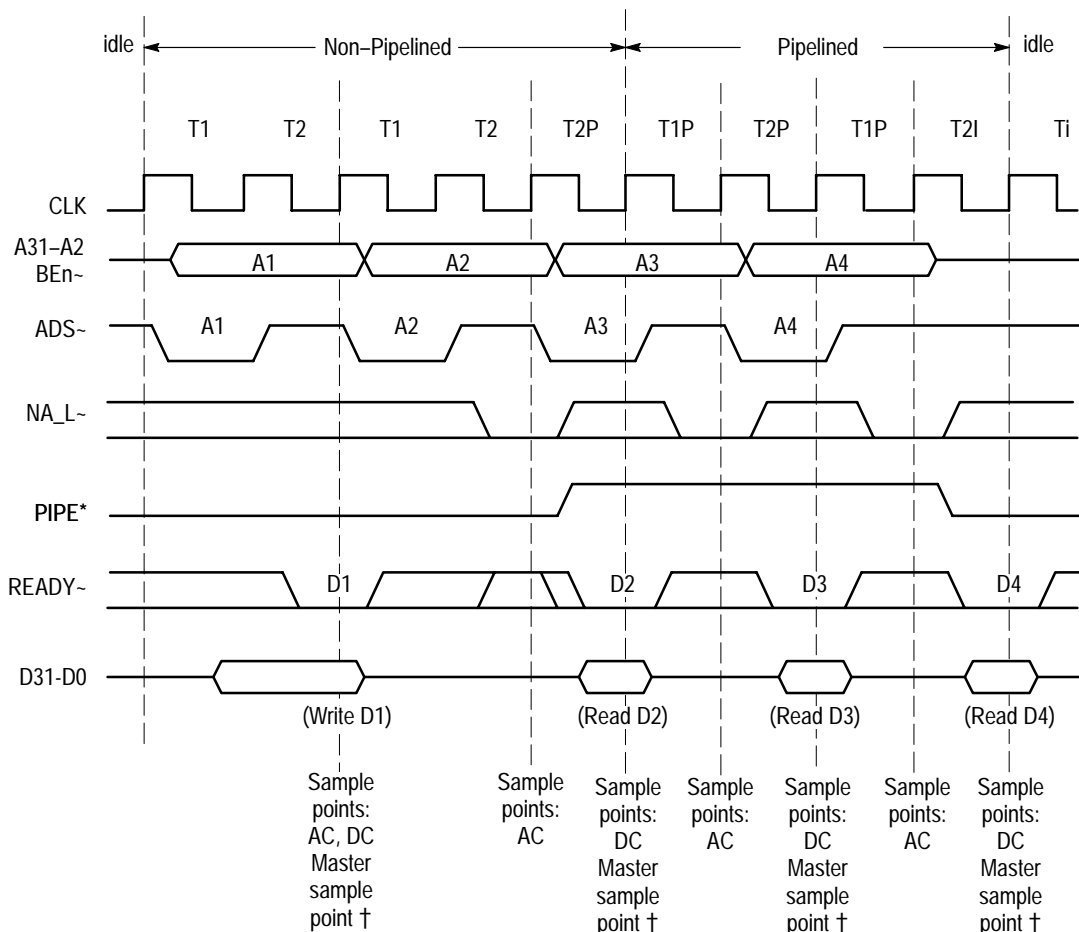 idle Non–Pipelined Pipelined idle
T1 T2 T1 T2 T2P T1P T2P T1P T2I Ti
CLK
A31–A2
BEn~
A1 A2 A3 A4
ADS~ A1 A2 A3 A4
NA_L~
PIPE*
READY~ D1 D2 D3 D4
D31-D0
(Write D1) (Read D2) (Read D3) (Read D4)
Sample
points:
AC, DC
Master
sample
point †
Sample
points:
AC
Sample
points:
DC
Master
sample
point †
Sample
points:
AC
Sample
points:
DC
Master
sample
point †
Sample
points:
AC
Sample
points:
DC
Master
sample
point †